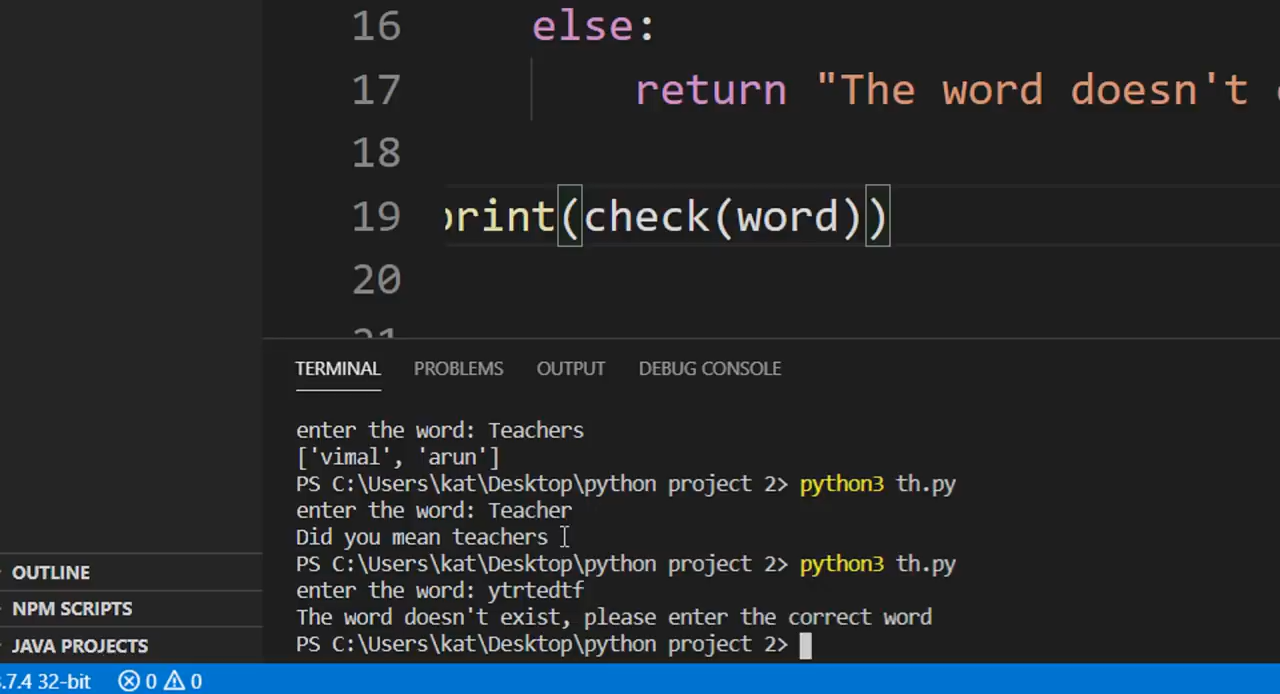 16 else:
17 return "The word doesn't
18
19 print(check(word))
20
21
TERMINAL PROBLEMS OUTPUT DEBUG CONSOLE
enter the word: Teachers
['vimal', 'arun']
PS C:\Users\kat\Desktop\python project 2> python3 th.py
enter the word: Teacher
Did you mean teachers
PS C:\Users\kat\Desktop\python project 2> python3 th.py
enter the word: ytrtedtf
The word doesn't exist, please enter the correct word
PS C:\Users\kat\Desktop\python project 2>
OUTLINE
NPM SCRIPTS
JAVA PROJECTS
.7.4 32-bit 0 0